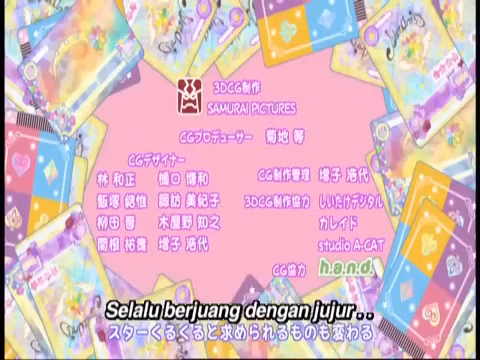 3DCG制作
SAMURAI PICTURES
CGプロデューサー 菊地 蓉
CGデザイナー
林 和正 樋口 博和
飯塚 銘惟 岡訪 美紀子
柳田 晋 木屋野 知之
関根 祐 増子 浩代
CG制作管理 増子 浩代
3DCG制作協力 しいたけデジタル
カレイド
studio A-CAT
CG協力 h.a.n.d.
Selalu berjuang dengan jujur . .
スターくるくると求められるものも変わる